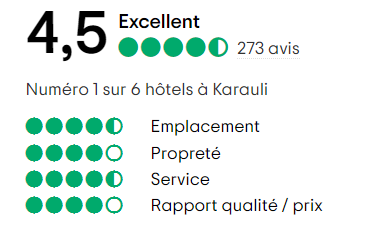 4,5 Excellent
273 avis
Numéro 1 sur 6 hôtels à Karauli
Emplacement
Propreté
Service
Rapport qualité / prix